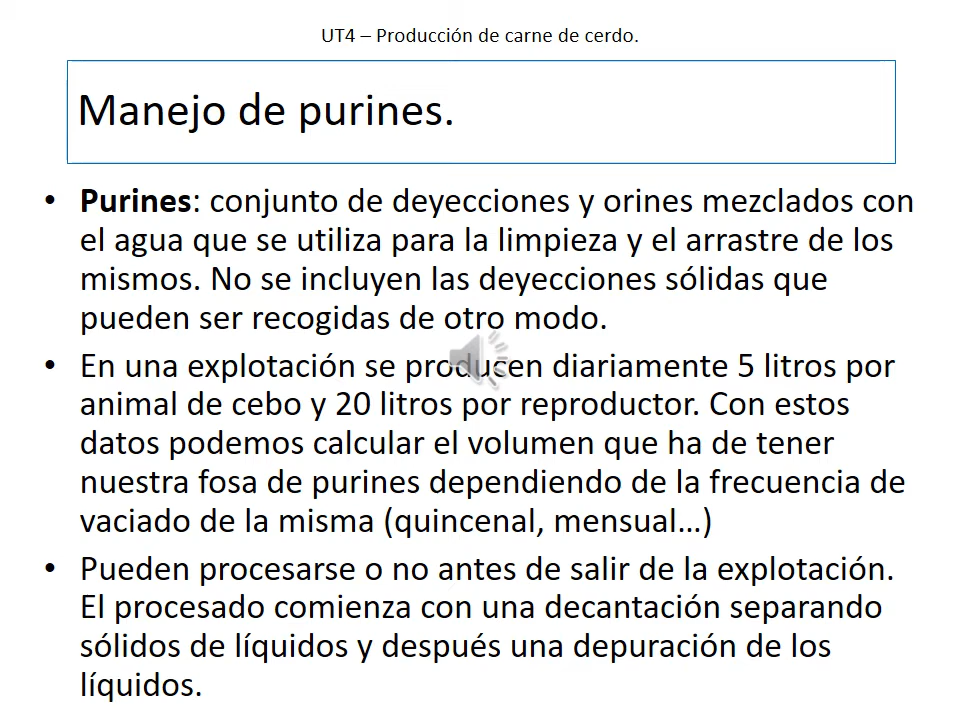 UT4 – Producción de carne de cerdo.
Manejo de purines.
• Purines: conjunto de deyecciones y orines mezclados con
el agua que se utiliza para la limpieza y el arrastre de los
mismos. No se incluyen las deyecciones sólidas que
pueden ser recogidas de otro modo.
• En una explotación se producen diariamente 5 litros por
animal de cebo y 20 litros por reproductor. Con estos
datos podemos calcular el volumen que ha de tener
nuestra fosa de purines dependiendo de la frecuencia de
vaciado de la misma (quincenal, mensual…)
• Pueden procesarse o no antes de salir de la explotación.
El procesado comienza con una decantación separando
sólidos de líquidos y después una depuración de los
líquidos.